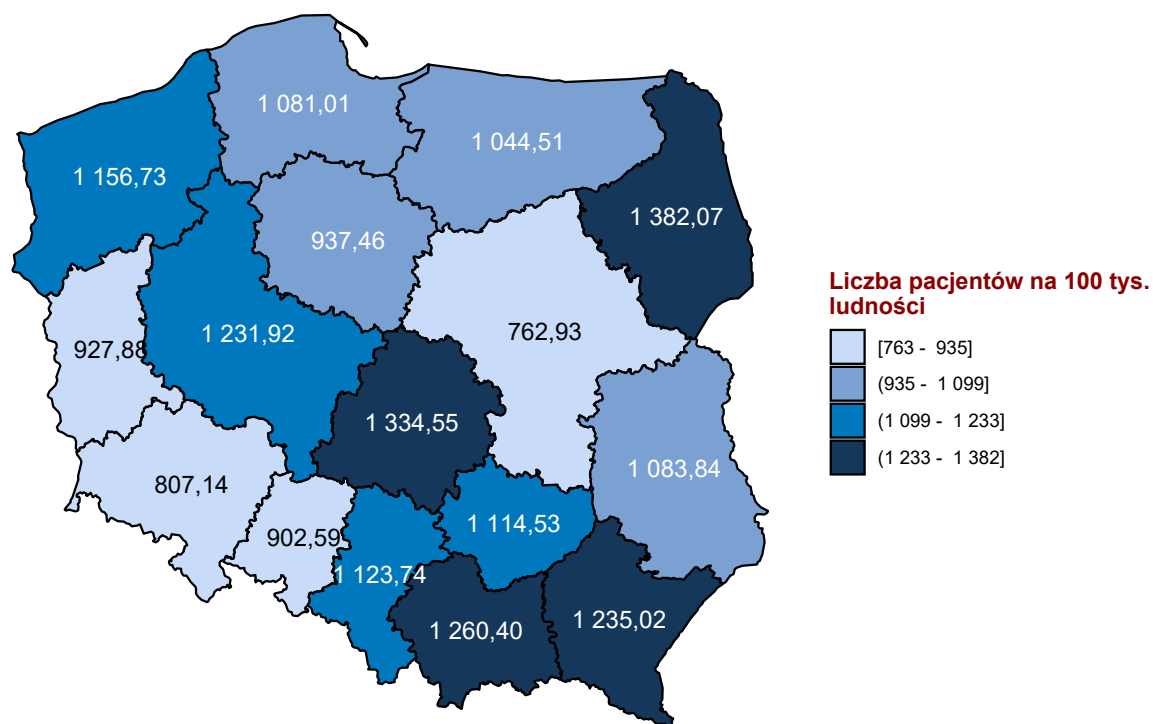 1 081,01
1 044,51
1 156,73
1 382,07
937,46
1 231,92
762,93
927,88
1 334,55
1 083,84
807,14
1 114,53
902,59
1 123,74
1 260,40
1 235,02
Liczba pacjentów na 100 tys.
ludności
[763 - 935]
(935 - 1 099]
(1 099 - 1 233]
(1 233 - 1 382]